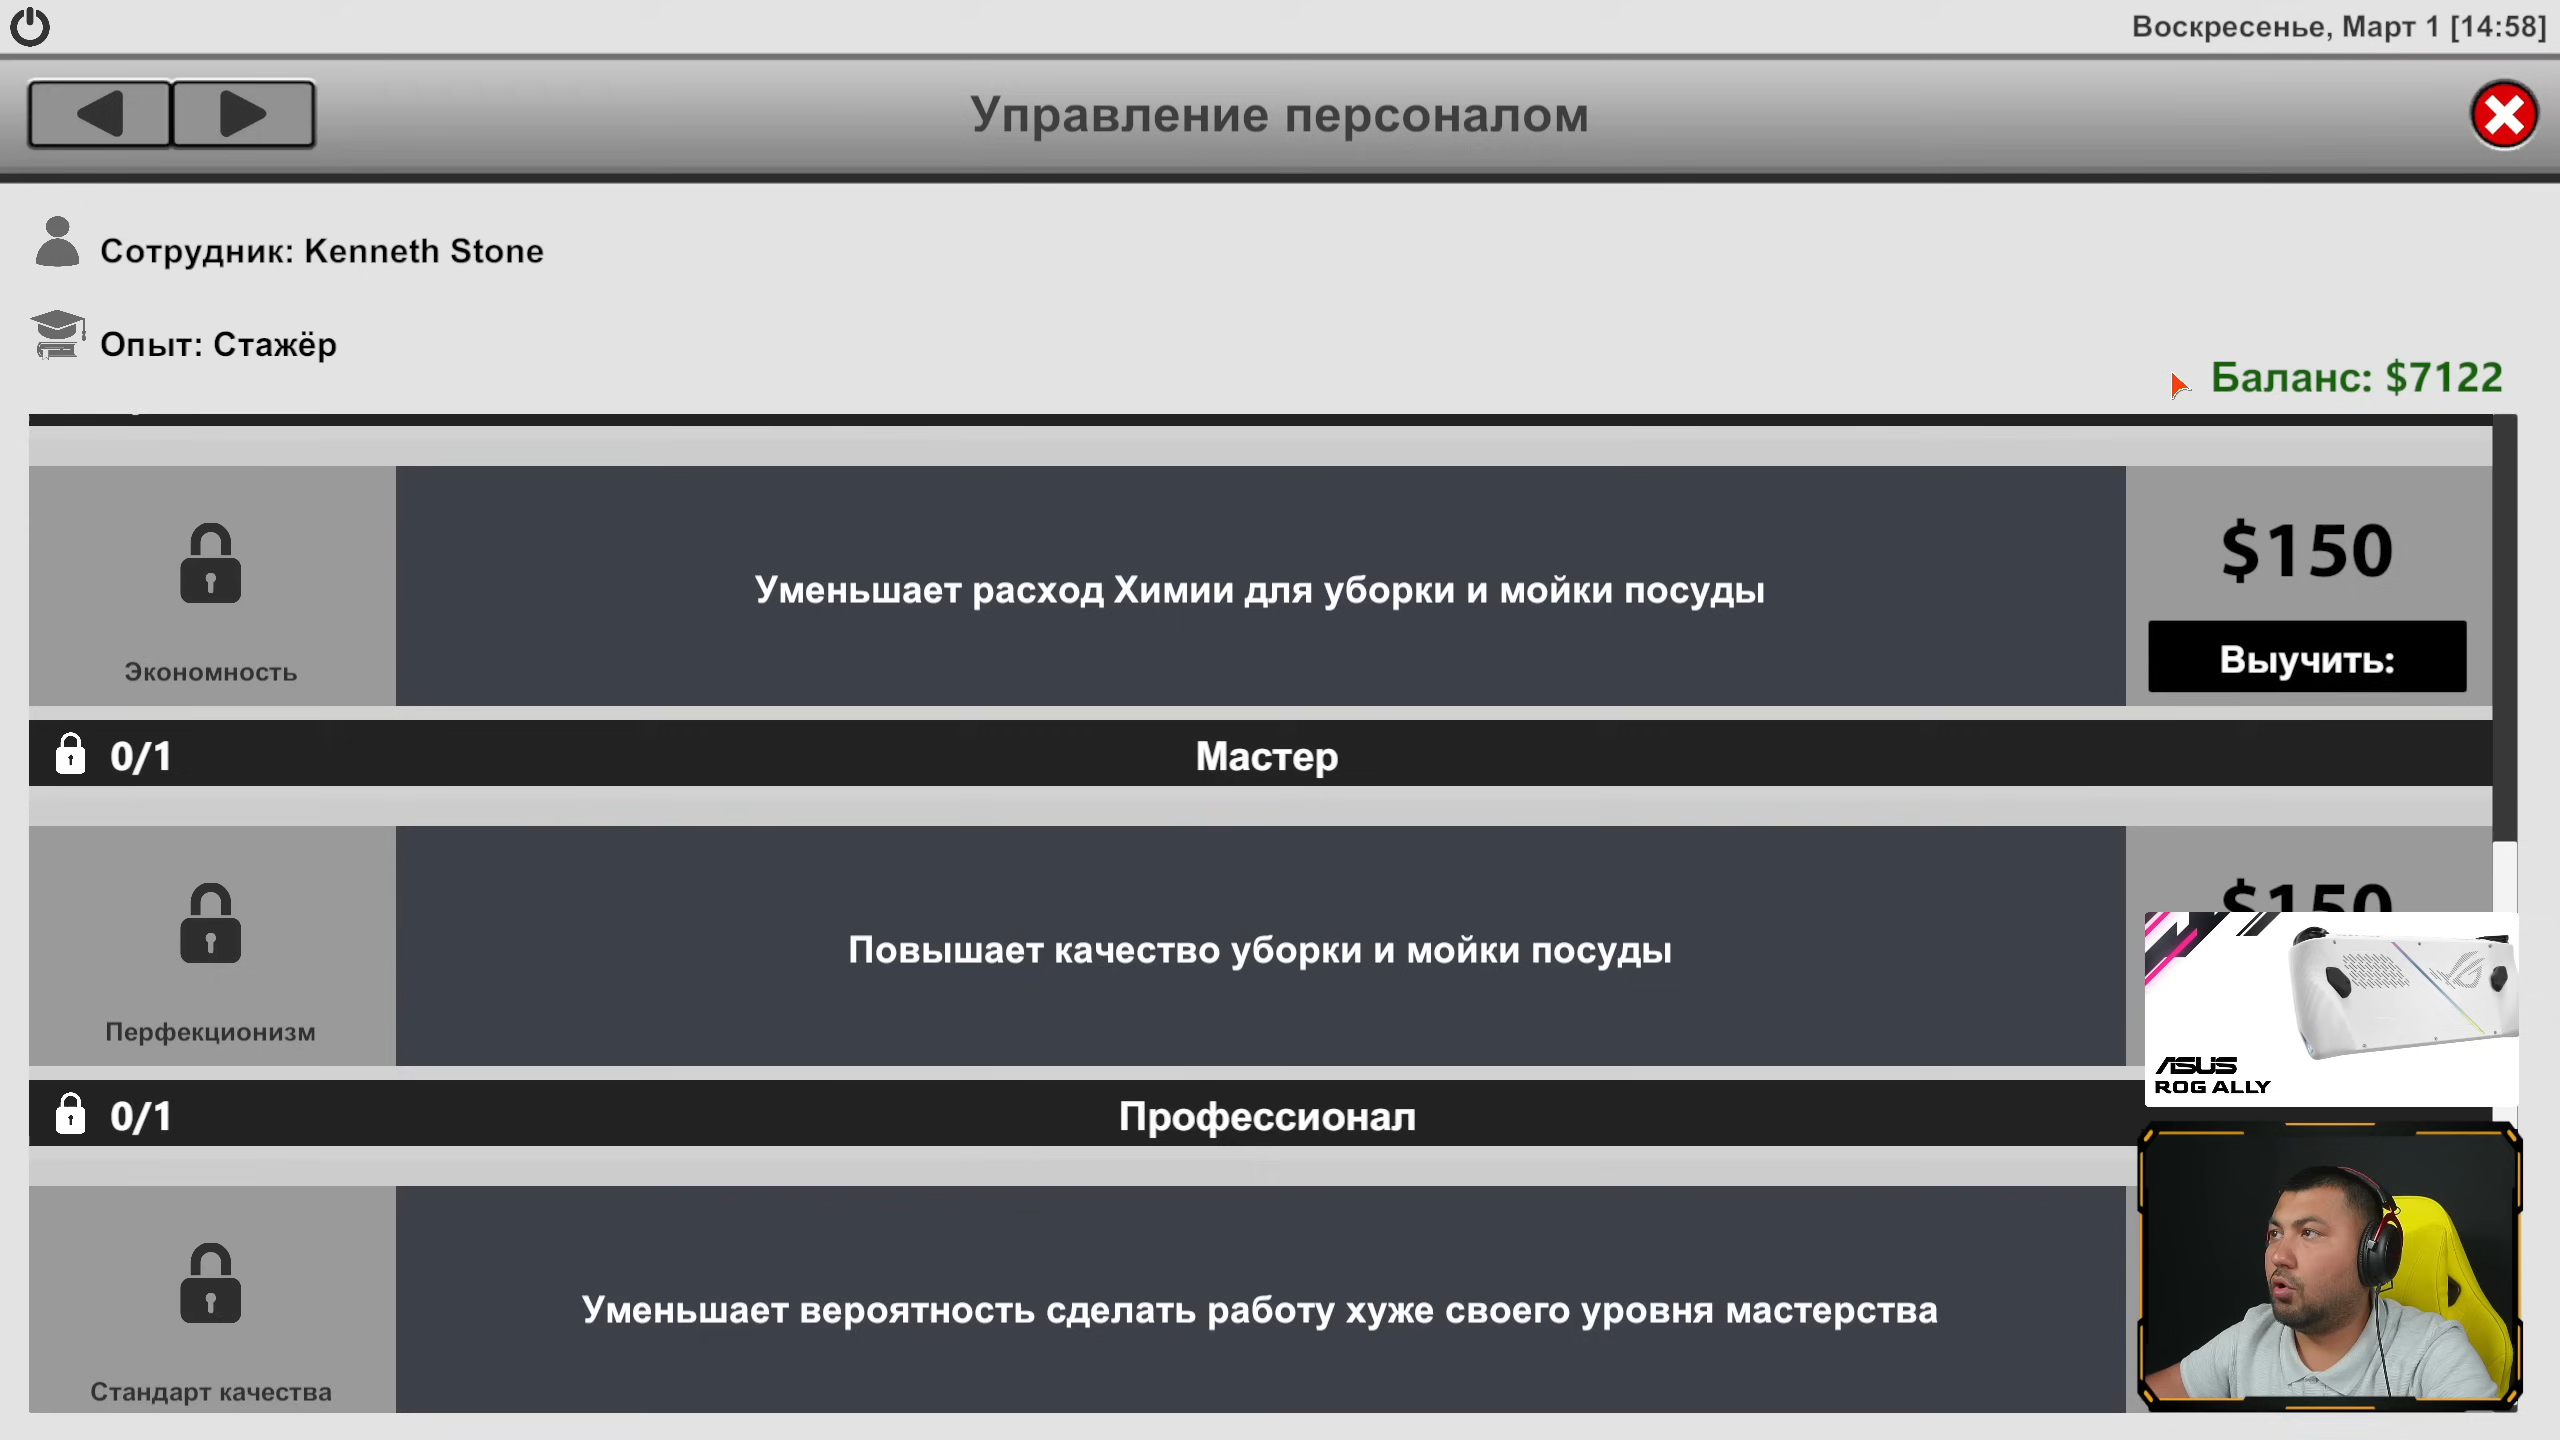 Воскресенье, Март 1 [14:58]
Управление персоналом
Сотрудник: Kenneth Stone
Опыт: Стажёр
Баланс: $7122
Уменьшает расход Химии для уборки и мойки посуды
$150
Экономность
Выучить:
0/1
Мастер
Повышает качество уборки и мойки посуды
$150
Перфекционизм
ASUS
ROG ALLY
0/1
Профессионал
Уменьшает вероятность сделать работу хуже своего уровня мастерства
Стандарт качества